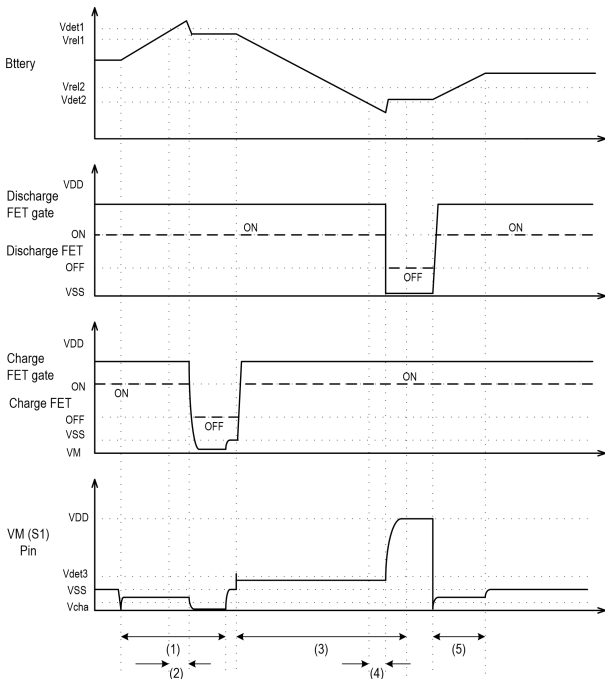 Vdet1
Vrel1
Bttery
Vrel2
Vdet2
VDD
Discharge
FET gate
ON
ON
ON
Discharge FET
OFF
OFF
VSS
VDD
Charge
FET gate
ON
ON
ON
Charge FET
OFF
OFF
VSS
VM
VDD
VM (S1)
Pin
Vdet3
VSS
Vcha
(1)
(3)
(5)
(2)
(4)